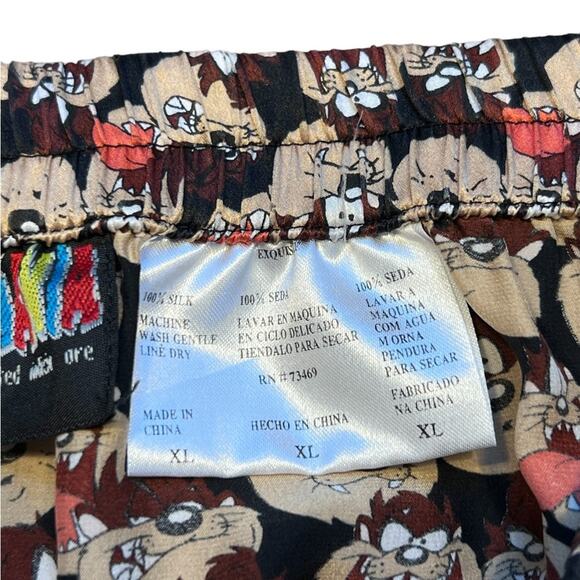 EXQUIS
100% SILK
MACHINE
WASH GENTLE
LINE DRY
MADE IN
CHINA
XL
100% SEDA
LAVAR EN MAQUINA
EN CICLO DELICADO
TIENDALO PARA SECAR
RN # 73469
HECHO EN CHINA
XL
100% SEDA
LAVAR A
MAQUINA
COM AGUA
MORNA
PENDURA
PARA SECAR
FABRICADO
NA CHINA
XL
ore